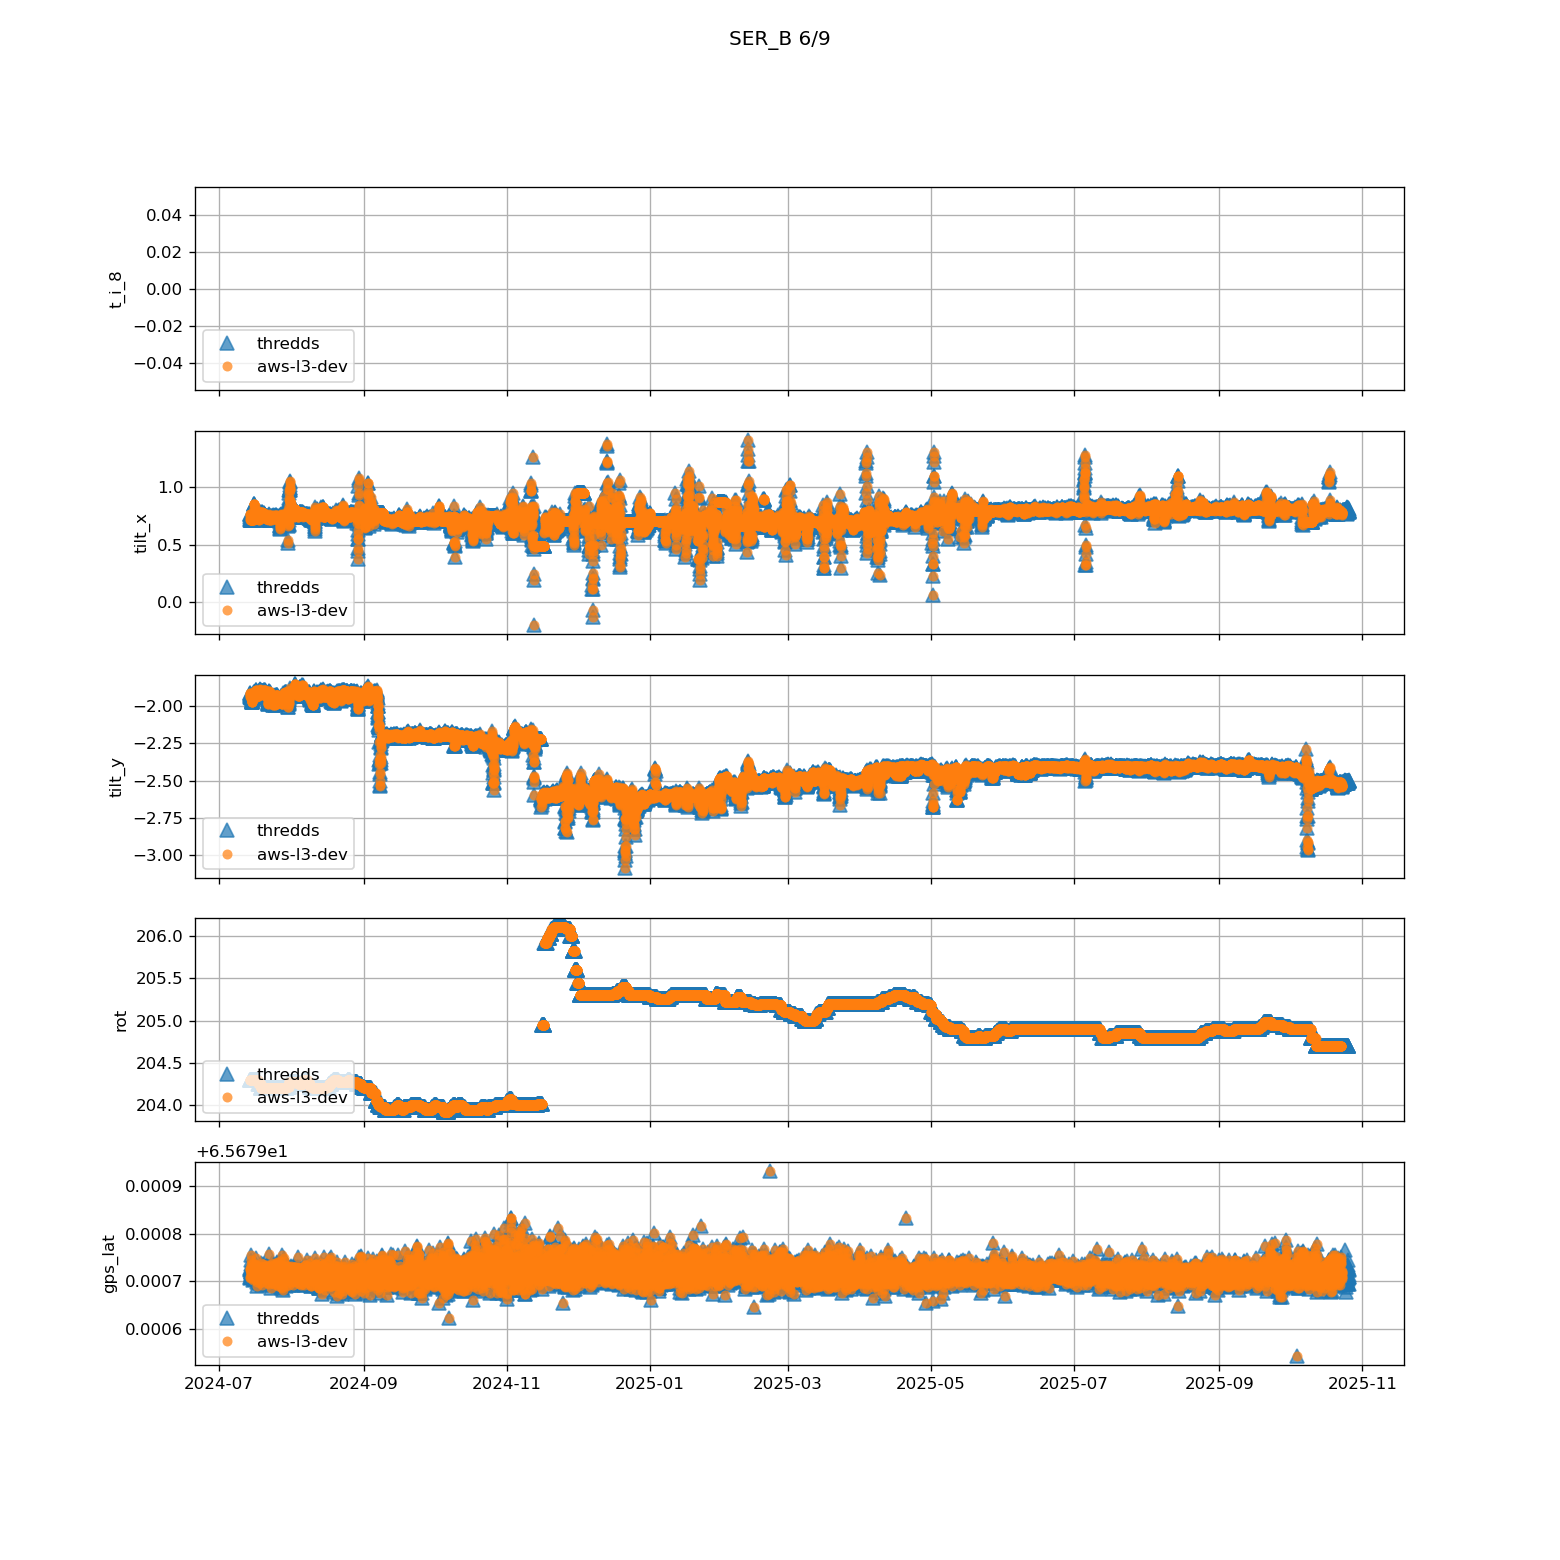 SER_B 6/9
t_i_8
0.04
0.02
0.00
−0.02
−0.04
thredds
aws-l3-dev
tilt_x
1.0
0.5
0.0
thredds
aws-l3-dev
tilt_y
−2.00
−2.25
−2.50
−2.75
−3.00
thredds
aws-l3-dev
rot
206.0
205.5
205.0
204.5
204.0
thredds
aws-l3-dev
+6.5679e1
gps_lat
0.0009
0.0008
0.0007
0.0006
thredds
aws-l3-dev
2024-07 2024-09 2024-11 2025-01 2025-03 2025-05 2025-07 2025-09 2025-11